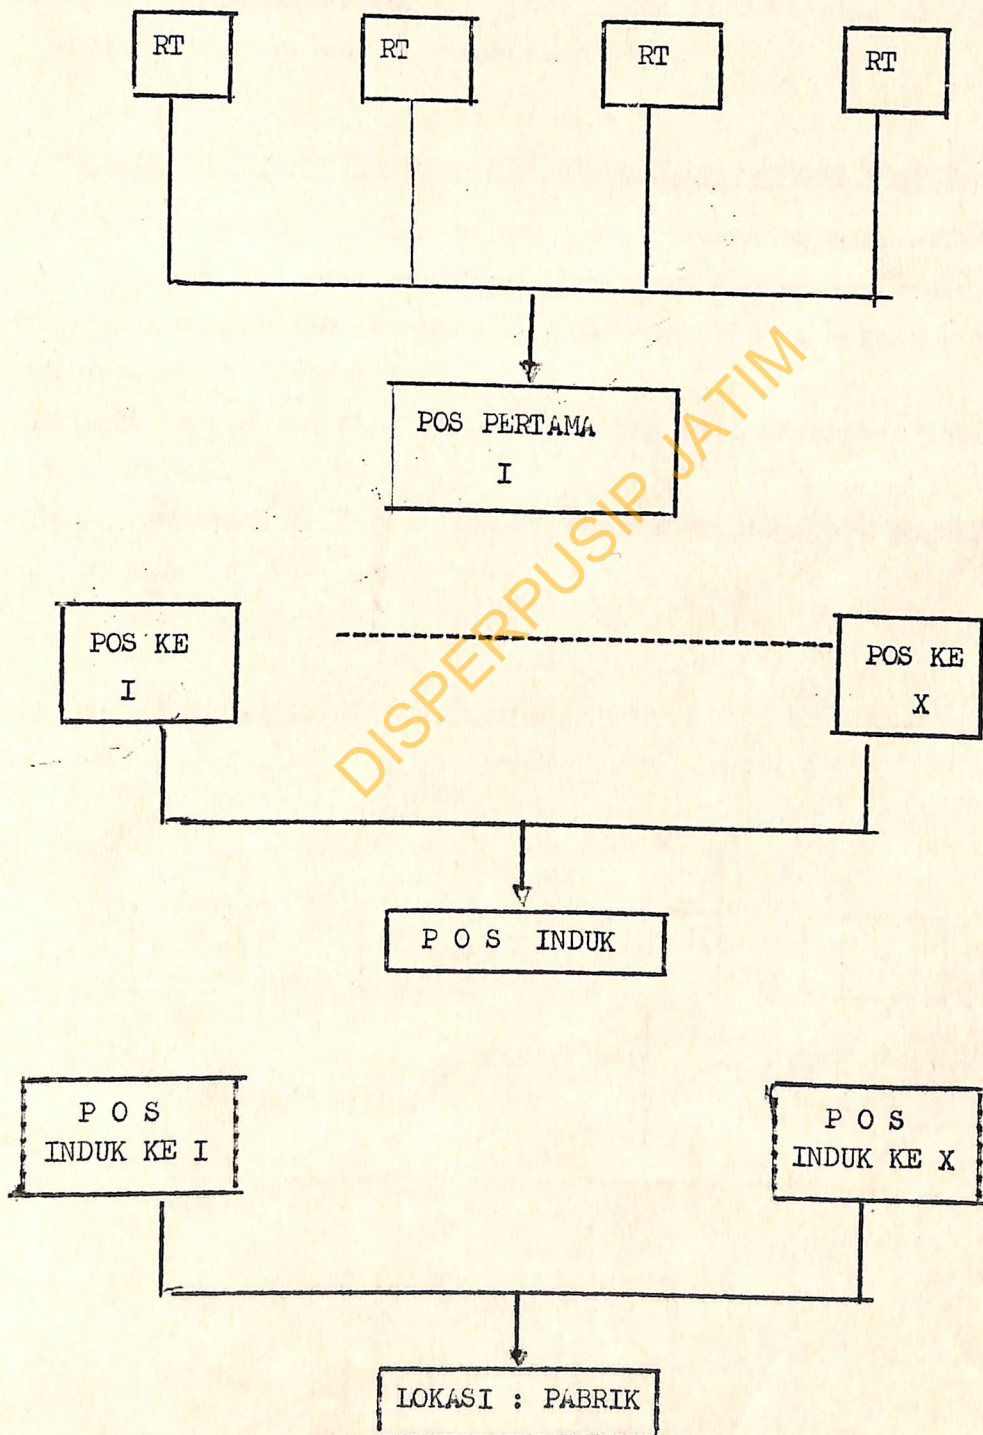 RT RT RT RT
POS PERTAMA
I
POS KE
I
POS KE
X
P O S INDUK
P O S
INDUK KE I
P O S
INDUK KE X
LOKASI : PABRIK
DISPERPUSIP JATIM